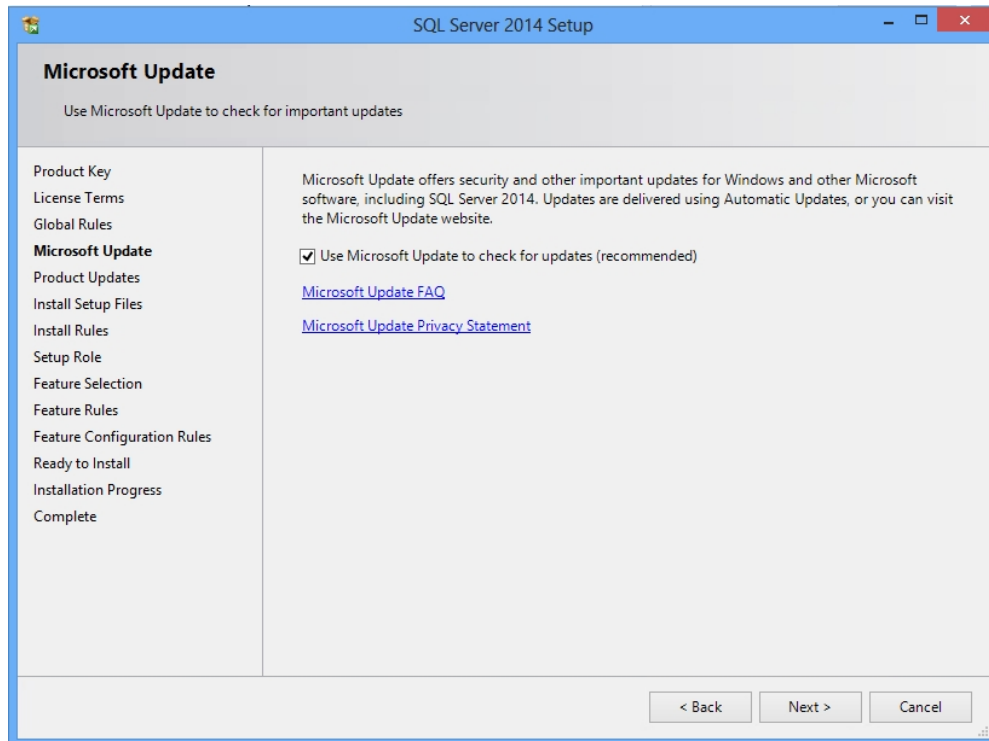 SQL Server 2014 Setup
Microsoft Update
Use Microsoft Update to check for important updates
Product Key
License Terms
Global Rules
Microsoft Update
Product Updates
Install Setup Files
Install Rules
Setup Role
Feature Selection
Feature Rules
Feature Configuration Rules
Ready to Install
Installation Progress
Complete
Microsoft Update offers security and other important updates for Windows and other Microsoft
software, including SQL Server 2014. Updates are delivered using Automatic Updates, or you can visit
the Microsoft Update website.
Use Microsoft Update to check for updates (recommended)
Microsoft Update FAQ
Microsoft Update Privacy Statement
< Back Next > Cancel